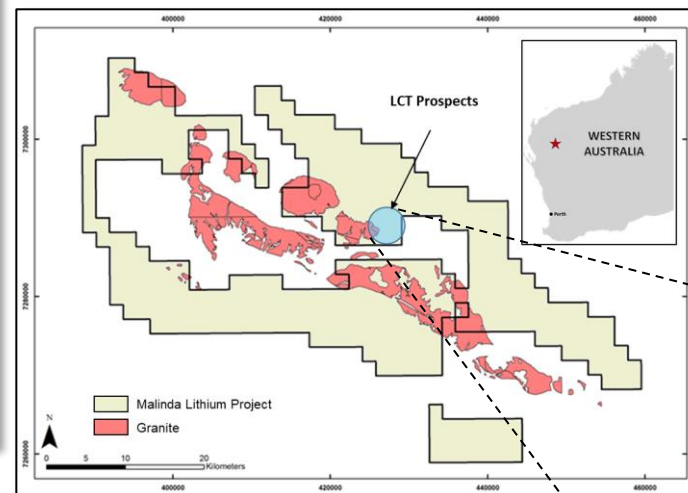 400000
420000
440000
460000
LCT Prospects
WESTERN
AUSTRALIA
Perth
7300000
7280000
7260000
Malinda Lithium Project
Granite
N
0
5
10
20
Kilometers
400000
420000
440000
460000